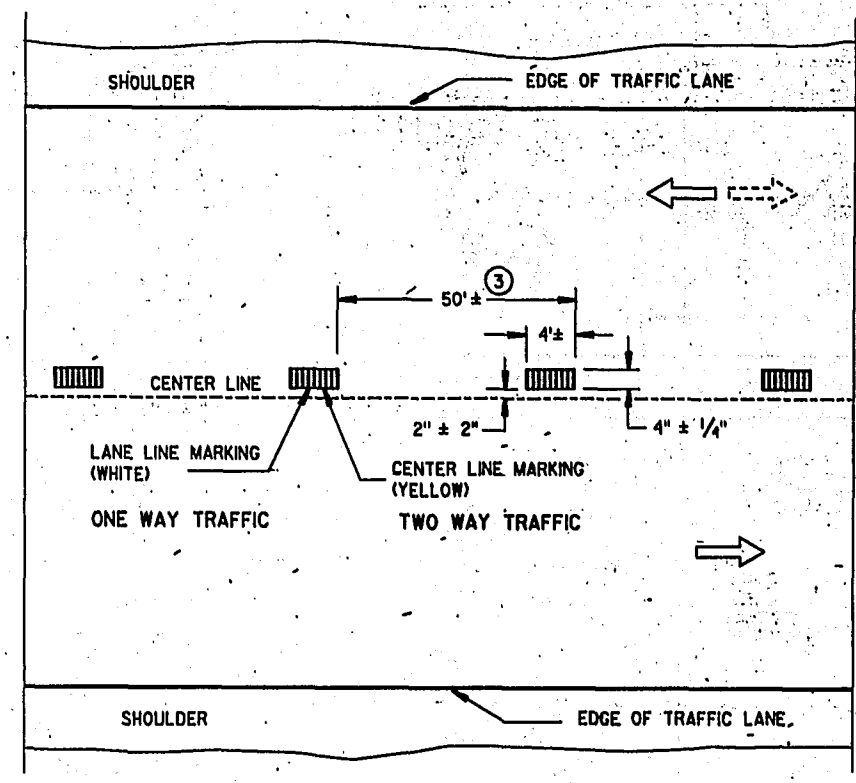 SHOULDER
EDGE OF TRAFFIC LANE
3
50'±
4'±
CENTER LINE
2" ± 2"
4" ± 1/4"
LANE LINE MARKING
(WHITE)
CENTER LINE MARKING
(YELLOW)
ONE WAY TRAFFIC
TWO WAY TRAFFIC
SHOULDER
EDGE OF TRAFFIC LANE